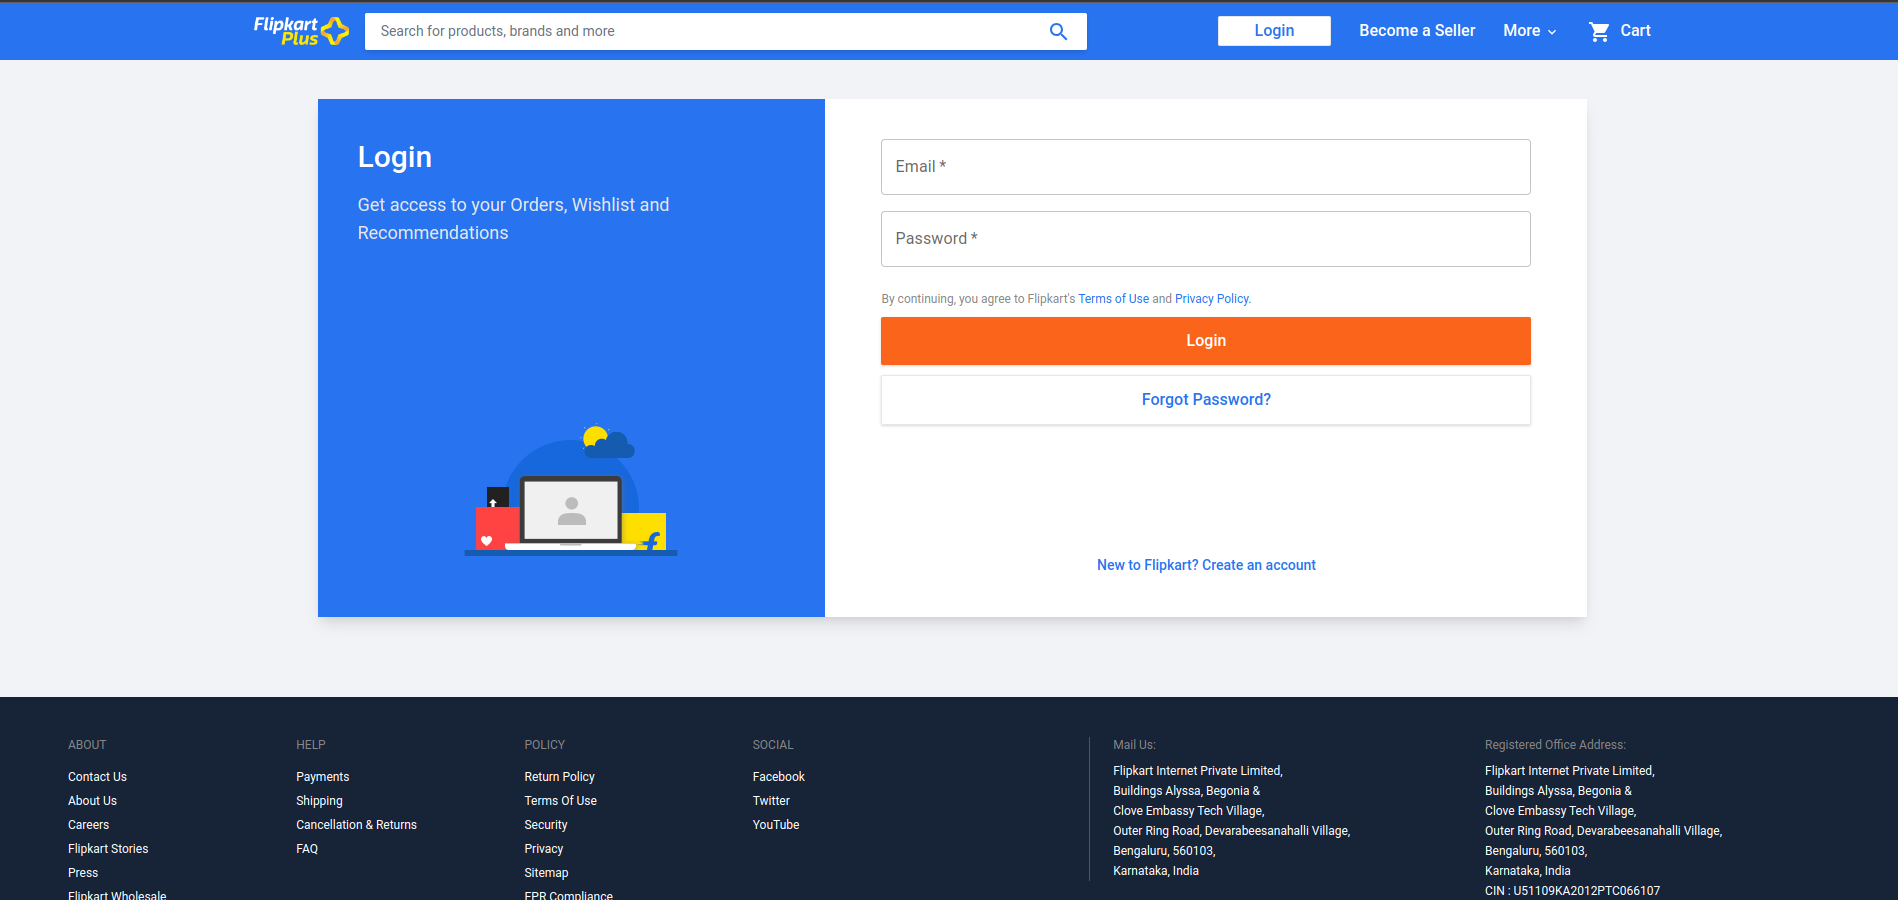 Flipkart
Plus
Search for products, brands and more
Login
Become a Seller
More
Cart
Login
Get access to your Orders, Wishlist and
Recommendations
Email *
Password *
By continuing, you agree to Flipkart's Terms of Use and Privacy Policy.
Login
Forgot Password?
New to Flipkart? Create an account
ABOUT
Contact Us
About Us
Careers
Flipkart Stories
Press
Flipkart Wholesale
HELP
Payments
Shipping
Cancellation & Returns
FAQ
POLICY
Return Policy
Terms Of Use
Security
Privacy
Sitemap
EPR Compliance
SOCIAL
Facebook
Twitter
YouTube
Mail Us:
Flipkart Internet Private Limited,
Buildings Alyssa, Begonia &
Clove Embassy Tech Village,
Outer Ring Road, Devarabeesanahalli Village,
Bengaluru, 560103,
Karnataka, India
Registered Office Address:
Flipkart Internet Private Limited,
Buildings Alyssa, Begonia &
Clove Embassy Tech Village,
Outer Ring Road, Devarabeesanahalli Village,
Bengaluru, 560103,
Karnataka, India
CIN : U51109KA2012PTC066107